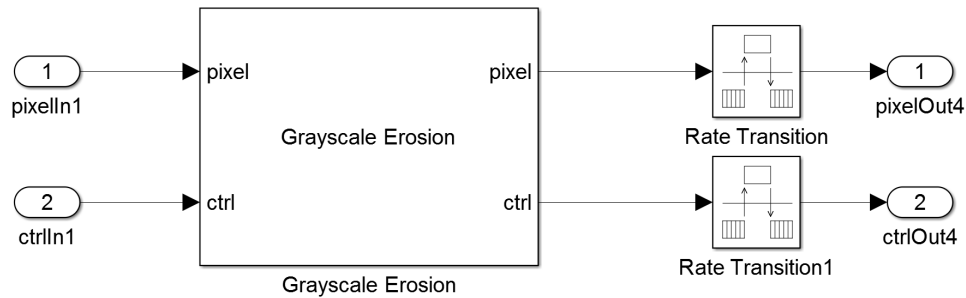 1
pixelIn1
pixel
pixel
1
pixelOut4
Rate Transition
Grayscale Erosion
2
ctrlIn1
ctrl
ctrl
2
ctrlOut4
Rate Transition1
Grayscale Erosion